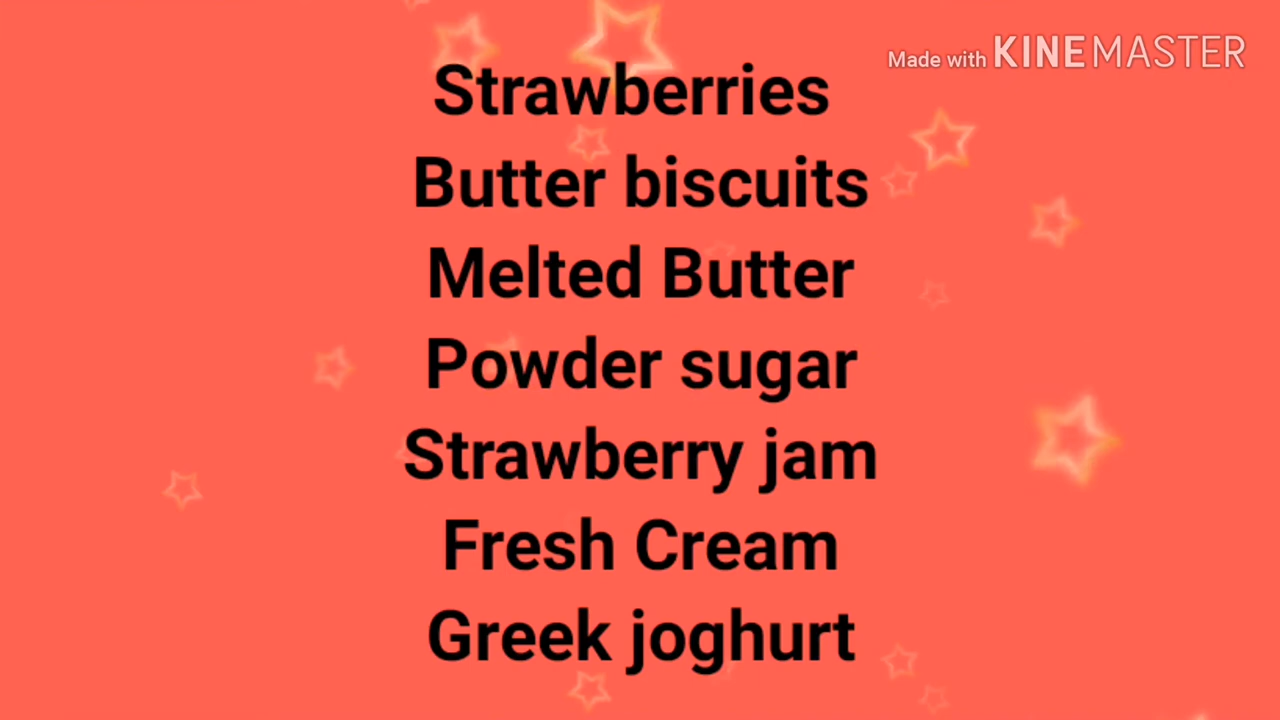 Made with KINEMASTER
Strawberries
Butter biscuits
Melted Butter
Powder sugar
Strawberry jam
Fresh Cream
Greek joghurt